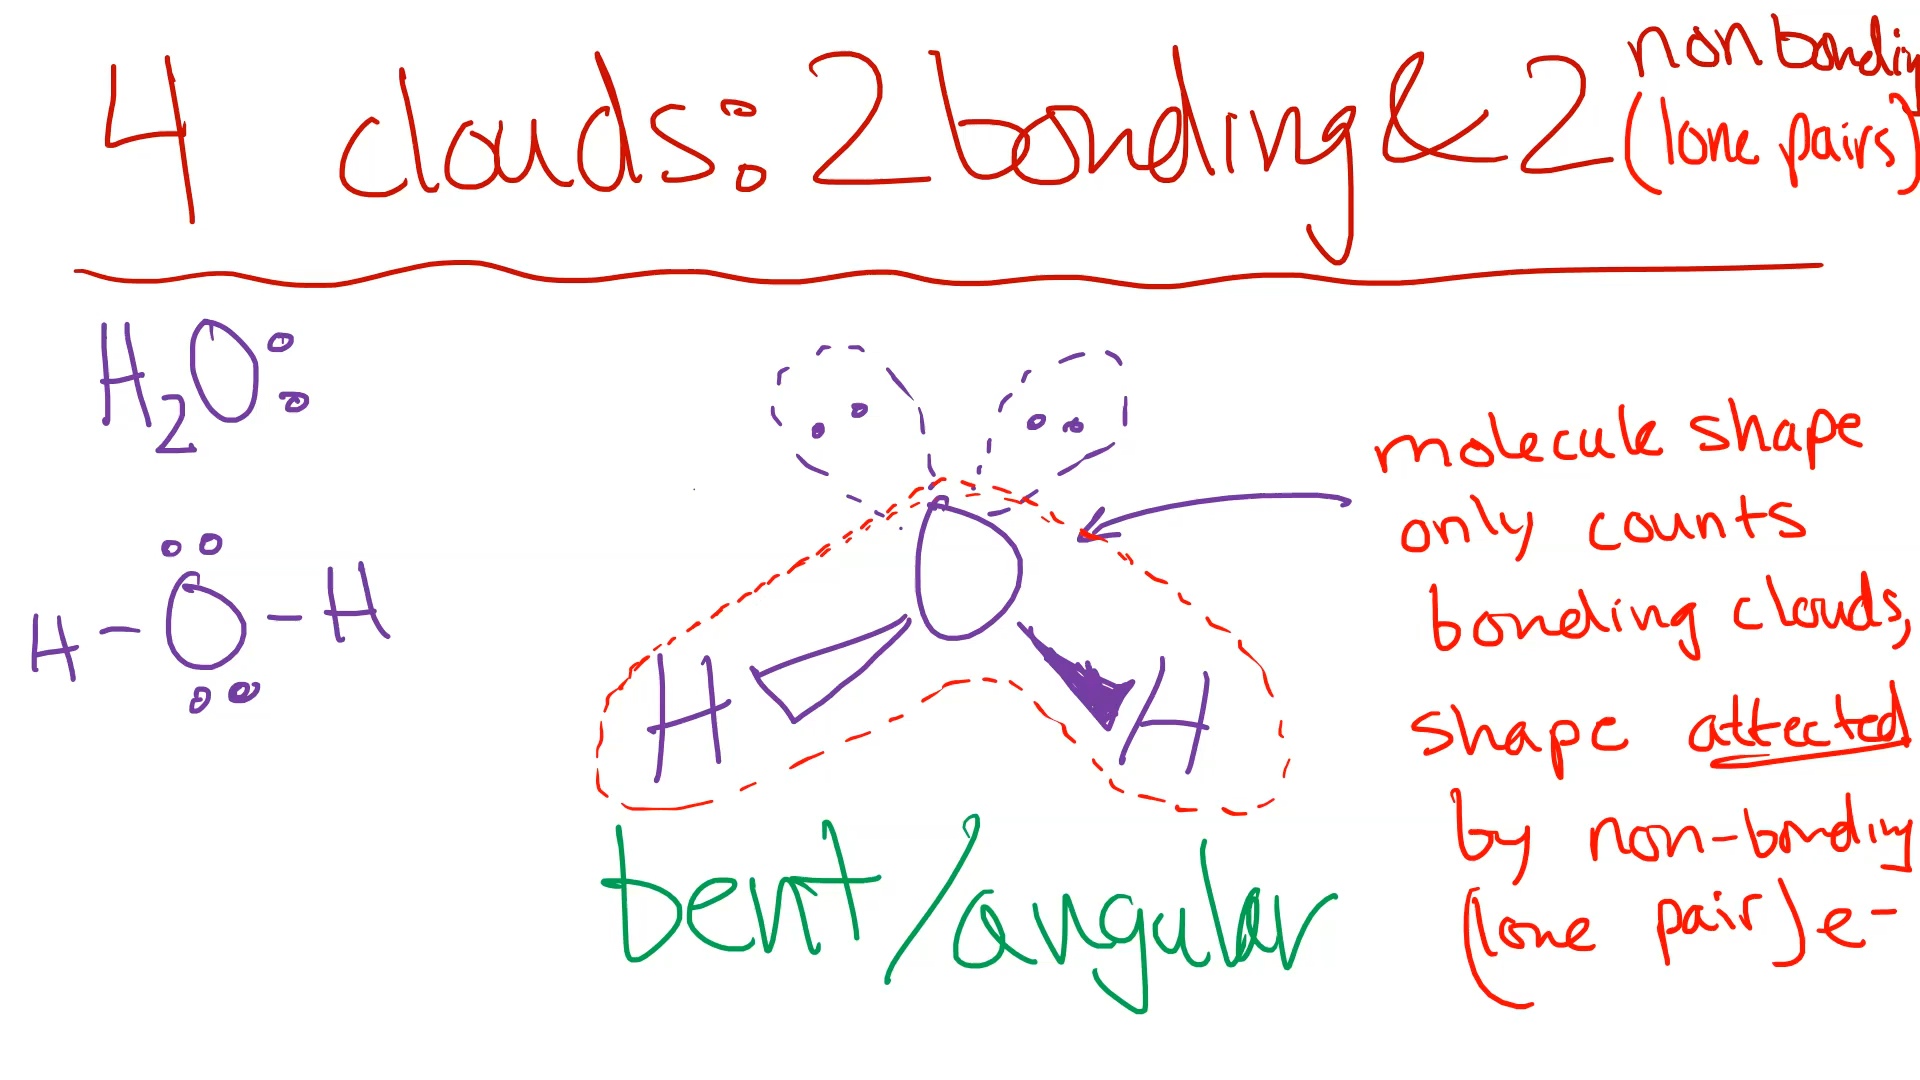 4 clouds: 2 bonding & 2 nonbondin
(lone pairs)
H2O:
H - O - H
O
H H
bent/angular
molecule shape
only counts
bonding clouds,
shape affected
by non-bonding
(lone pair) e-